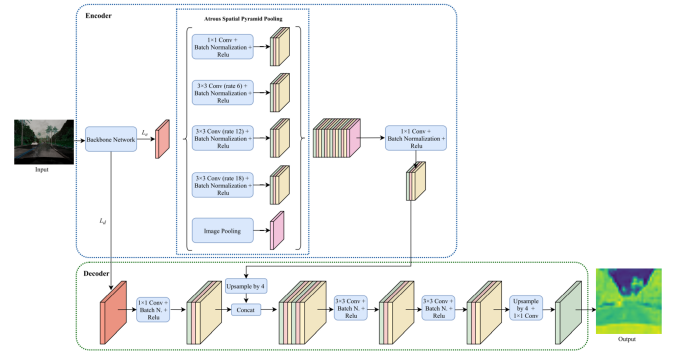 Encoder
Atrous Spatial Pyramid Pooling
1×1 Conv +
Batch Normalization +
Relu
3×3 Conv (rate 6) +
Batch Normalization +
Relu
3×3 Conv (rate 12) +
Batch Normalization +
Relu
3×3 Conv (rate 18) +
Batch Normalization +
Relu
Image Pooling
Input
Backbone Network
1×1 Conv +
Batch Normalization +
Relu
Decoder
1×1 Conv +
Batch N. +
Relu
Upsample by 4
Concat
3×3 Conv +
Batch N. +
Relu
3×3 Conv +
Batch N. +
Relu
Upsample
by 4 +
1×1 Conv
Output